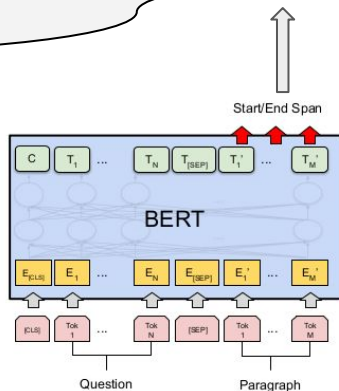 Start/End Span
C T1 ... TN T[SEP] T1' ... TM'
BERT
E[CLS] E1 ... EN E[SEP] E1' ... EM'
[CLS] Tok 1 ... Tok N [SEP] Tok 1 ... Tok M
Question Paragraph